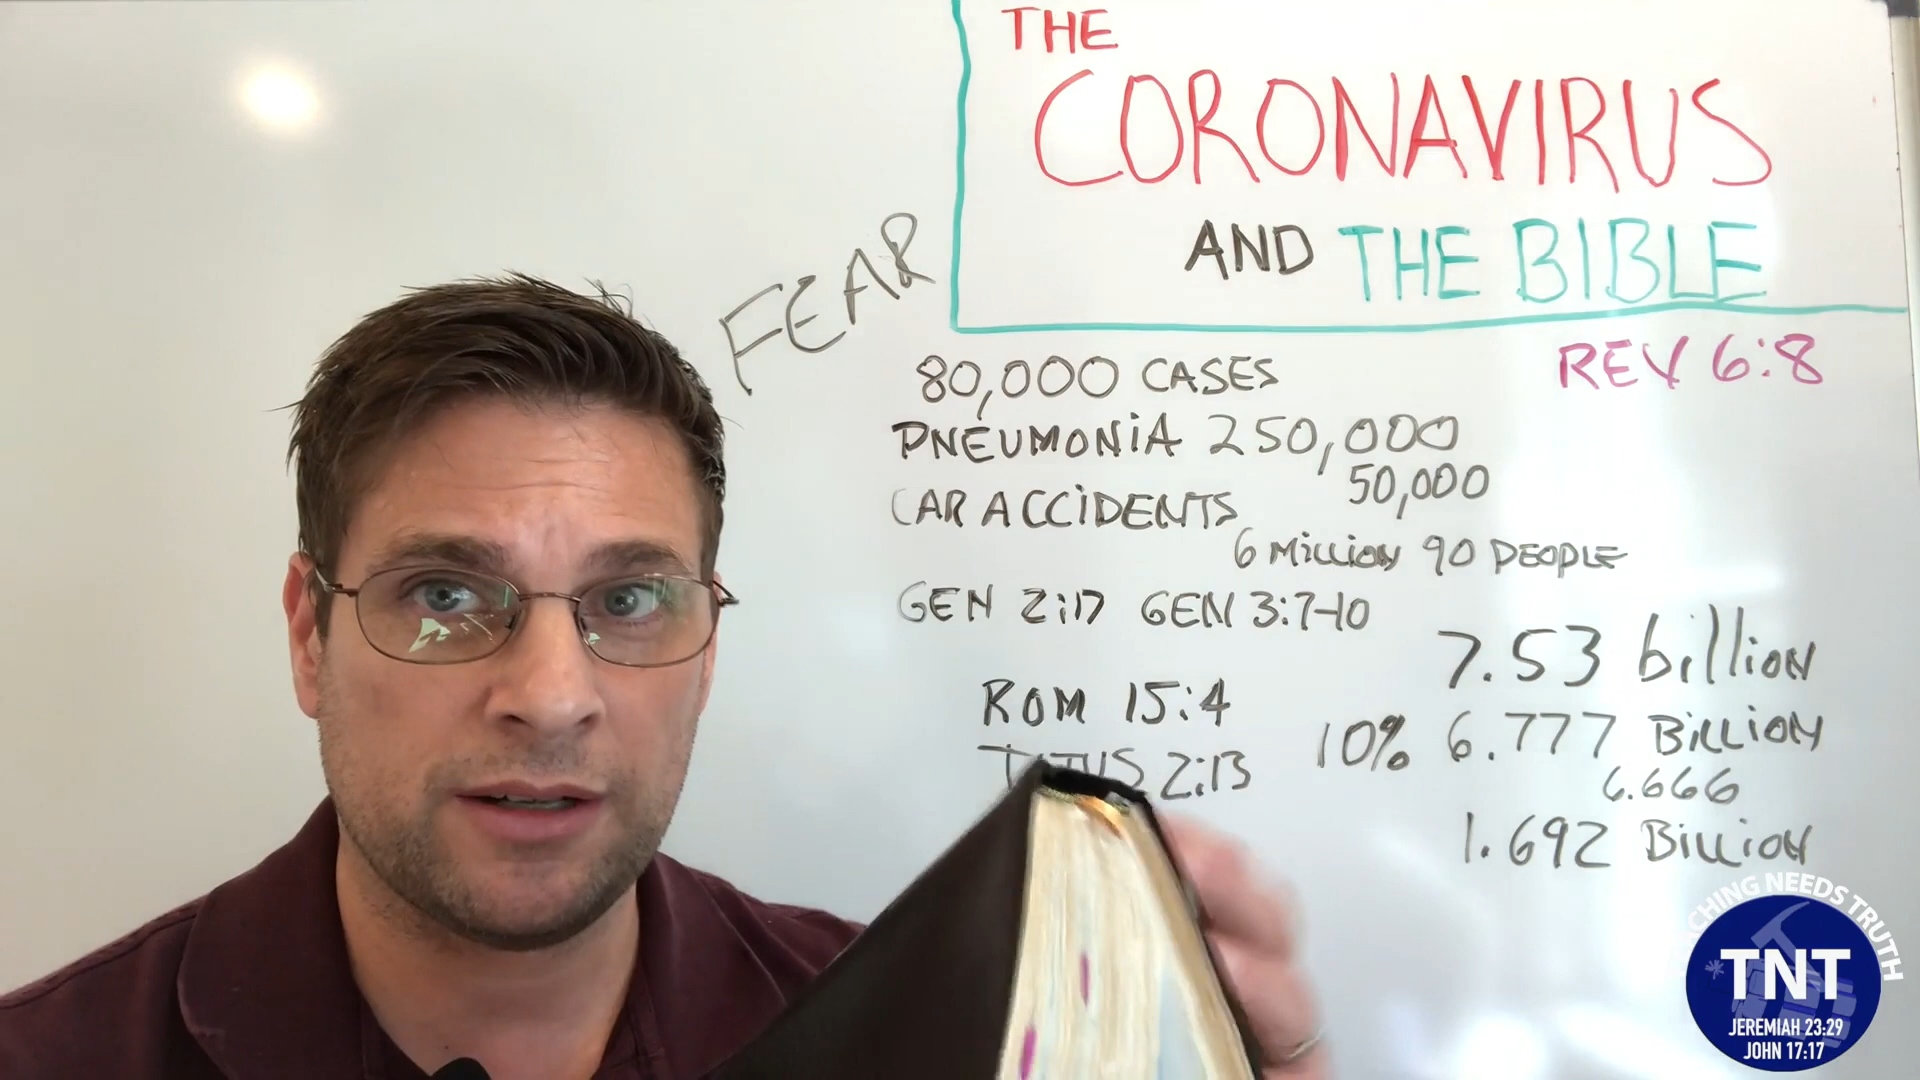 THE
CORONAVIRUS
AND THE BIBLE
FEAR
REV 6:8
80,000 CASES
PNEUMONIA 250,000
50,000
CAR ACCIDENTS
6 MILLION 90 PEOPLE
GEN 2:17 GEN 3:7-10
7.53 billion
ROM 15:4
10% 6.777 BILLION
TITUS 2:13
6.666
1.692 BILLION
CHING NEEDS TRUTH
TNT
JEREMIAH 23:29
JOHN 17:17